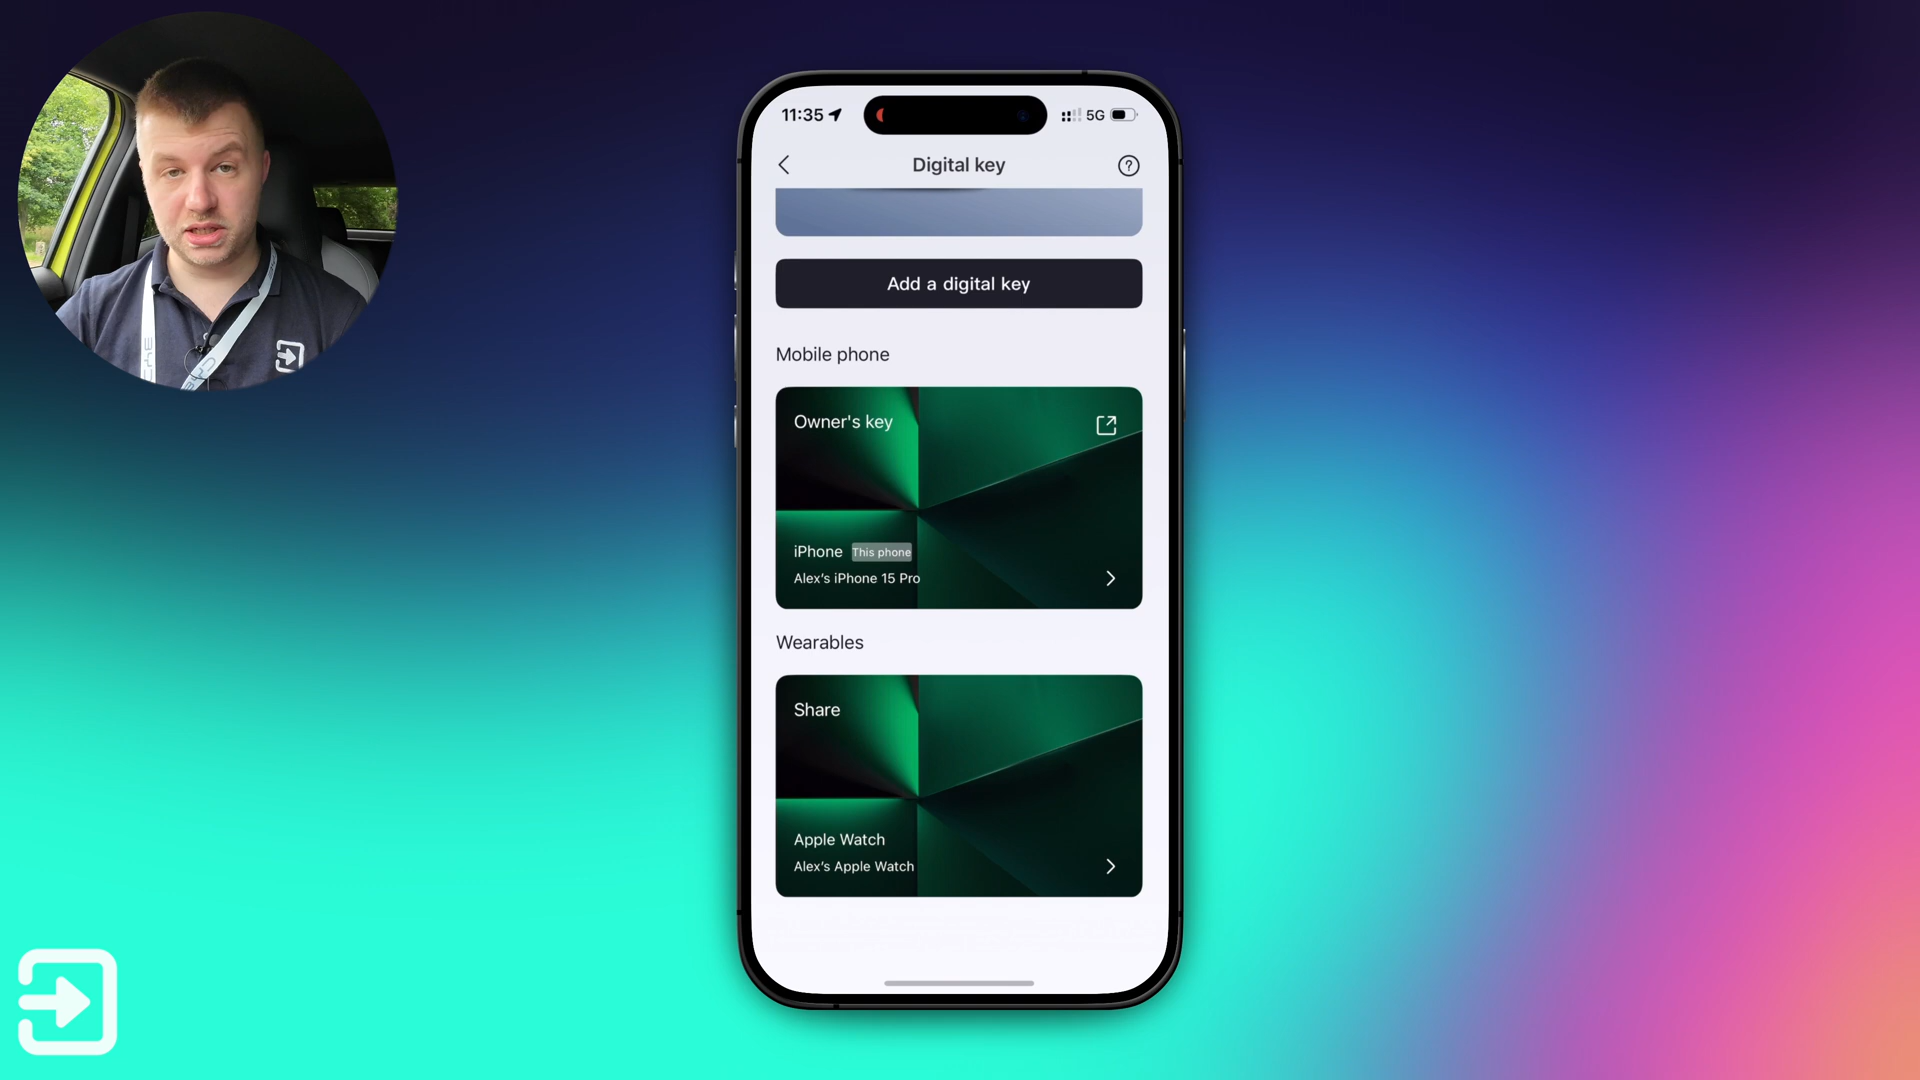 11:35
5G
Digital key
Add a digital key
Mobile phone
Owner's key
iPhone This phone
Alex's iPhone 15 Pro
Wearables
Share
Apple Watch
Alex's Apple Watch